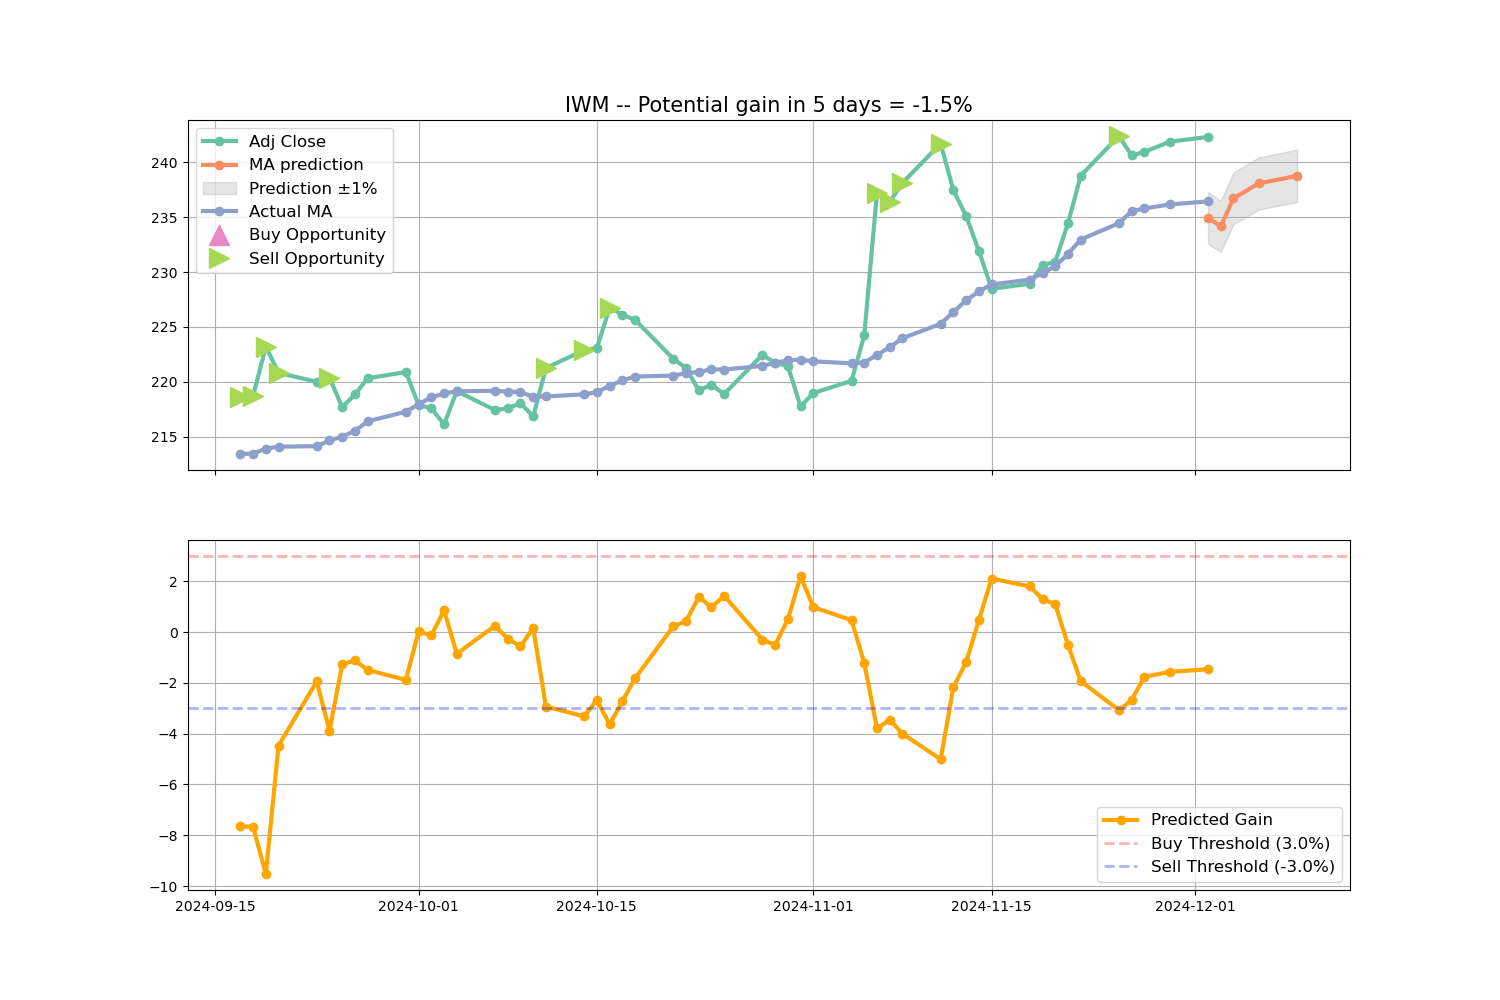 IWM -- Potential gain in 5 days = -1.5%
Adj Close
MA prediction
Prediction ±1%
Actual MA
Buy Opportunity
Sell Opportunity
240
235
230
225
220
215
2
0
−2
−4
−6
−8
−10
Predicted Gain
Buy Threshold (3.0%)
Sell Threshold (-3.0%)
2024-09-15 2024-10-01 2024-10-15 2024-11-01 2024-11-15 2024-12-01